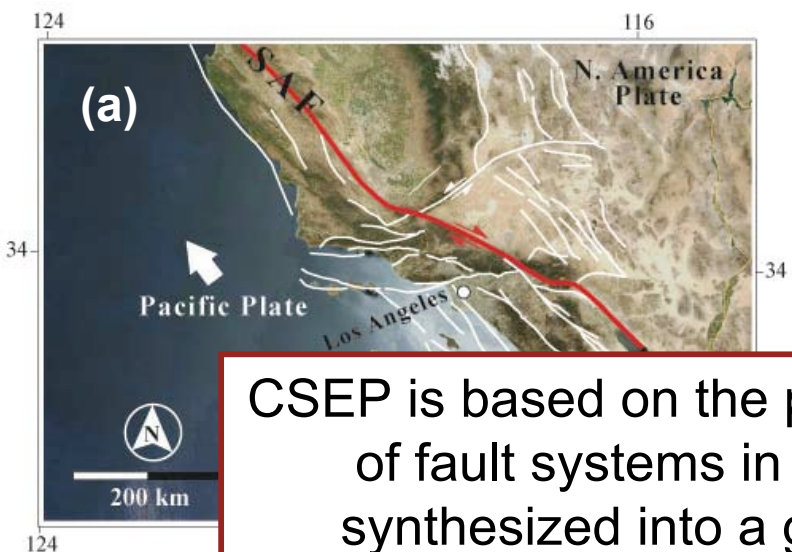 124
116
SAF
N. America
Plate
(a)
34
34
Pacific Plate
Los Angeles
N
CSEP is based on the
of fault systems in
200 km
synthesized into a
124